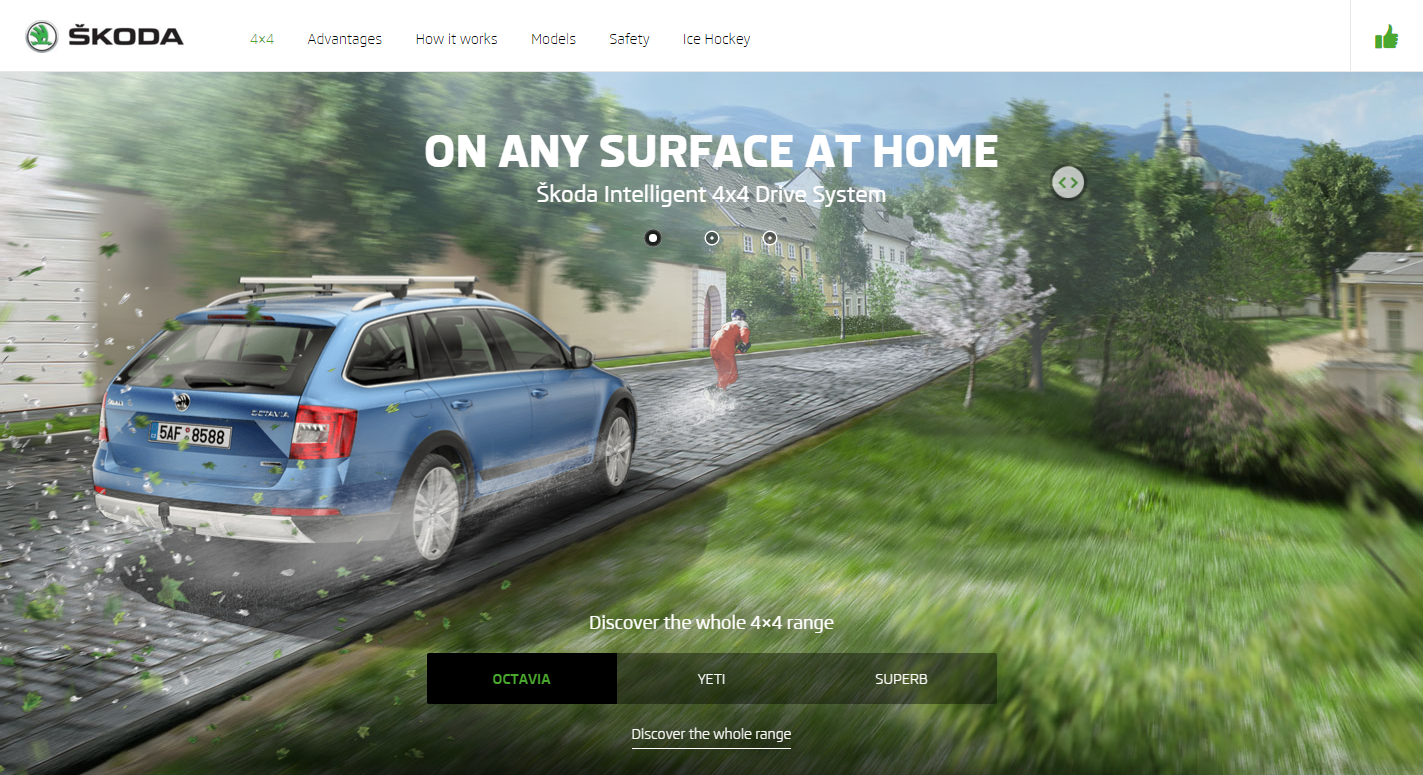 ŠKODA
4×4
Advantages
How it works
Models
Safety
Ice Hockey
ON ANY SURFACE AT HOME
Škoda Intelligent 4x4 Drive System
OCTAVIA
5AF 8588
Discover the whole 4×4 range
OCTAVIA
YETI
SUPERB
Discover the whole range